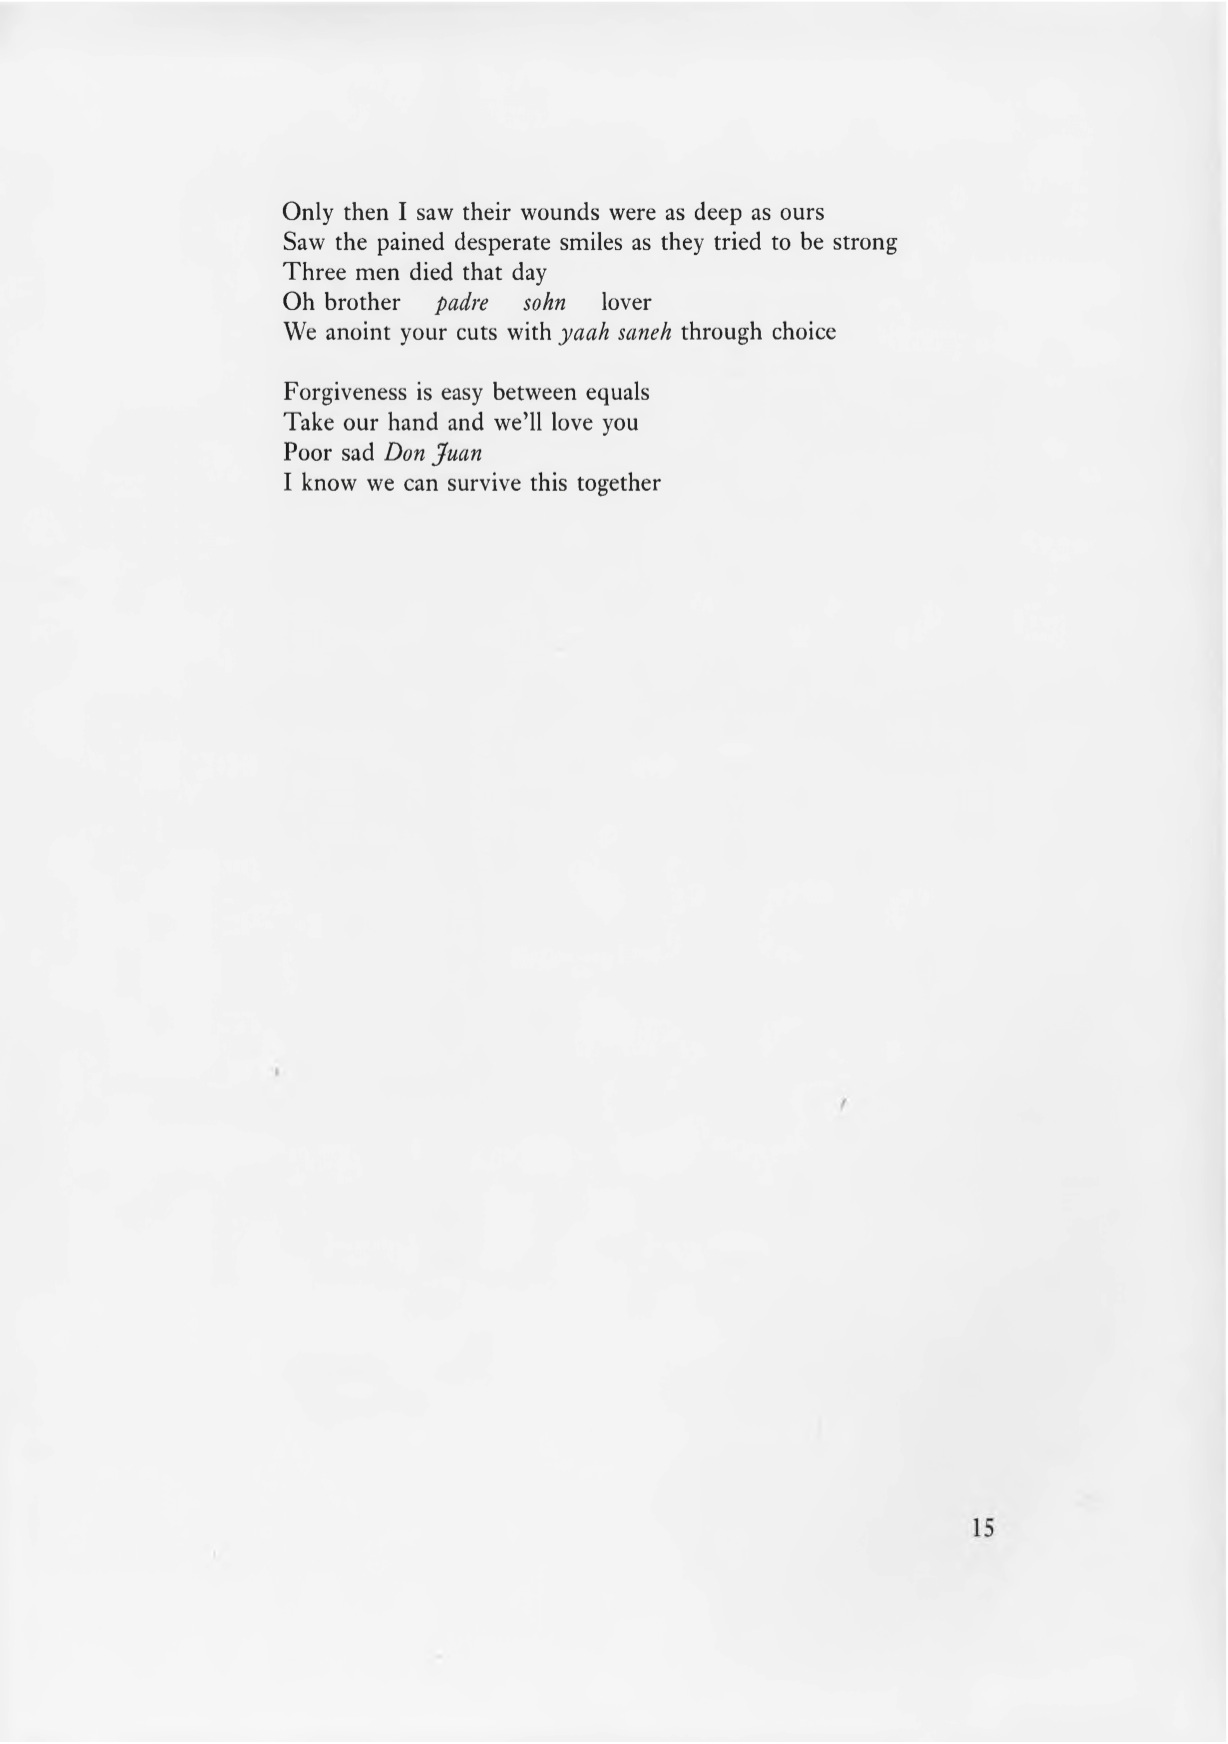 Only then I saw their wounds were as deep as ours
Saw the pained desperate smiles as they tried to be strong
Three men died that day
Oh brother padre sohn lover
We anoint your cuts with yaah saneh through choice

Forgiveness is easy between equals
Take our hand and we'll love you
Poor sad Don Juan
I know we can survive this together

15